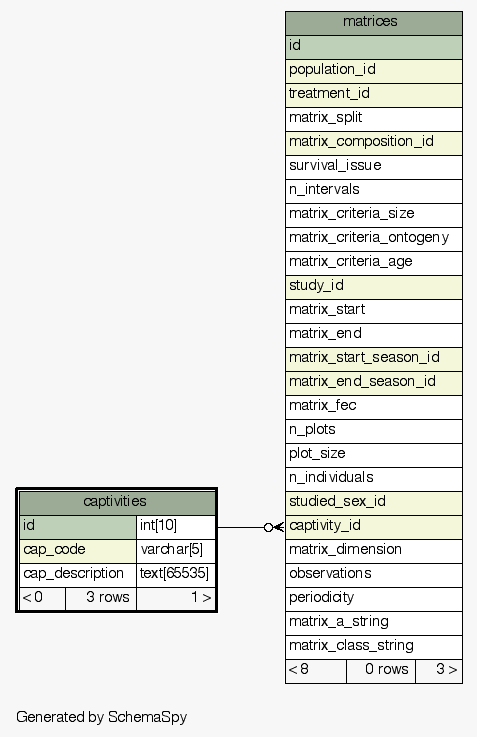 matrices
id
population_id
treatment_id
matrix_split
matrix_composition_id
survival_issue
n_intervals
matrix_criteria_size
matrix_criteria_ontogeny
matrix_criteria_age
study_id
matrix_start
matrix_end
matrix_start_season_id
matrix_end_season_id
matrix_fec
n_plots
plot_size
n_individuals
studied_sex_id
captivity_id
matrix_dimension
observations
periodicity
matrix_a_string
matrix_class_string
< 8 0 rows 3 >
captivities
id int[10]
cap_code varchar[5]
cap_description text[65535]
< 0 3 rows 1 >
Generated by SchemaSpy